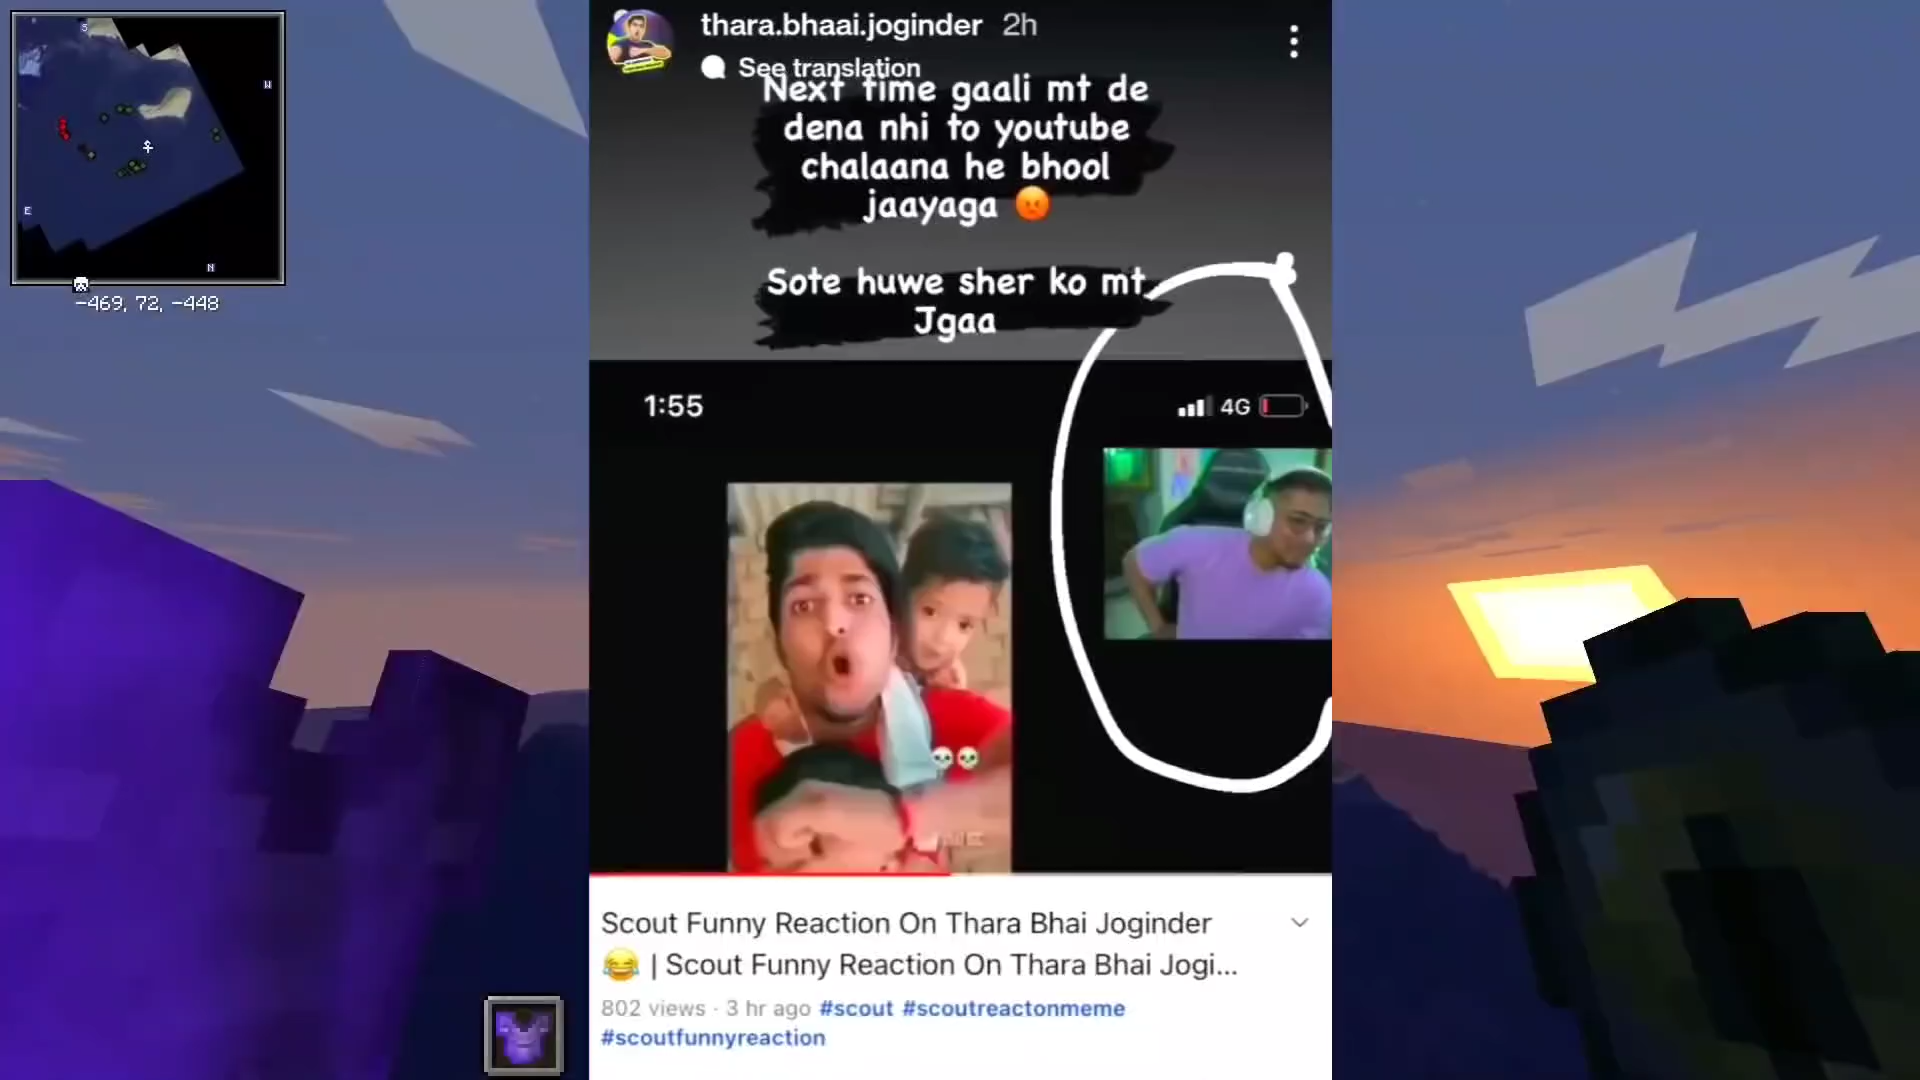 S
W
E
N
-469, 72, -448
thara.bhaai.joginder 2h
See translation
Next time gaali mt de
dena nhi to youtube
chalaana he bhool
jaayaga 😡
Sote huwe sher ko mt
Jgaa
1:55
4G
Scout Funny Reaction On Thara Bhai Joginder
😂 | Scout Funny Reaction On Thara Bhai Jogi...
802 views · 3 hr ago #scout #scoutreactonmeme
#scoutfunnyreaction